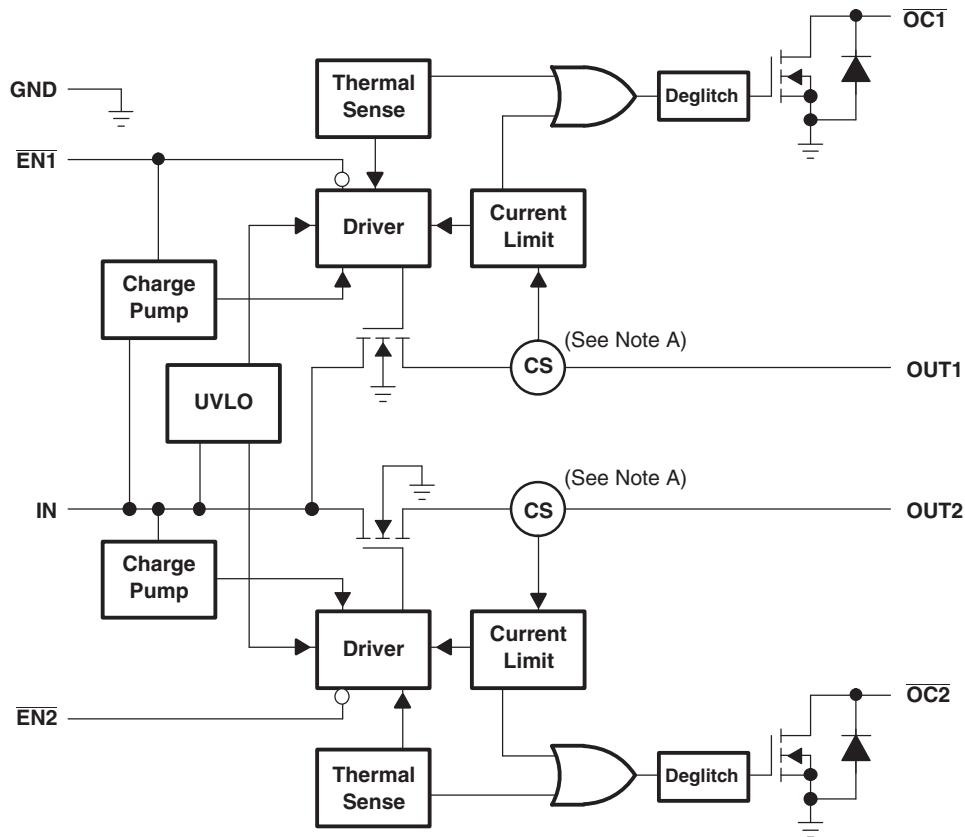 OC1
GND
Thermal
Sense
Deglitch
EN1
Driver
Current
Limit
Charge
Pump
(See Note A)
CS
OUT1
UVLO
(See Note A)
IN
CS
OUT2
Charge
Pump
Driver
Current
Limit
OC2
EN2
Thermal
Sense
Deglitch